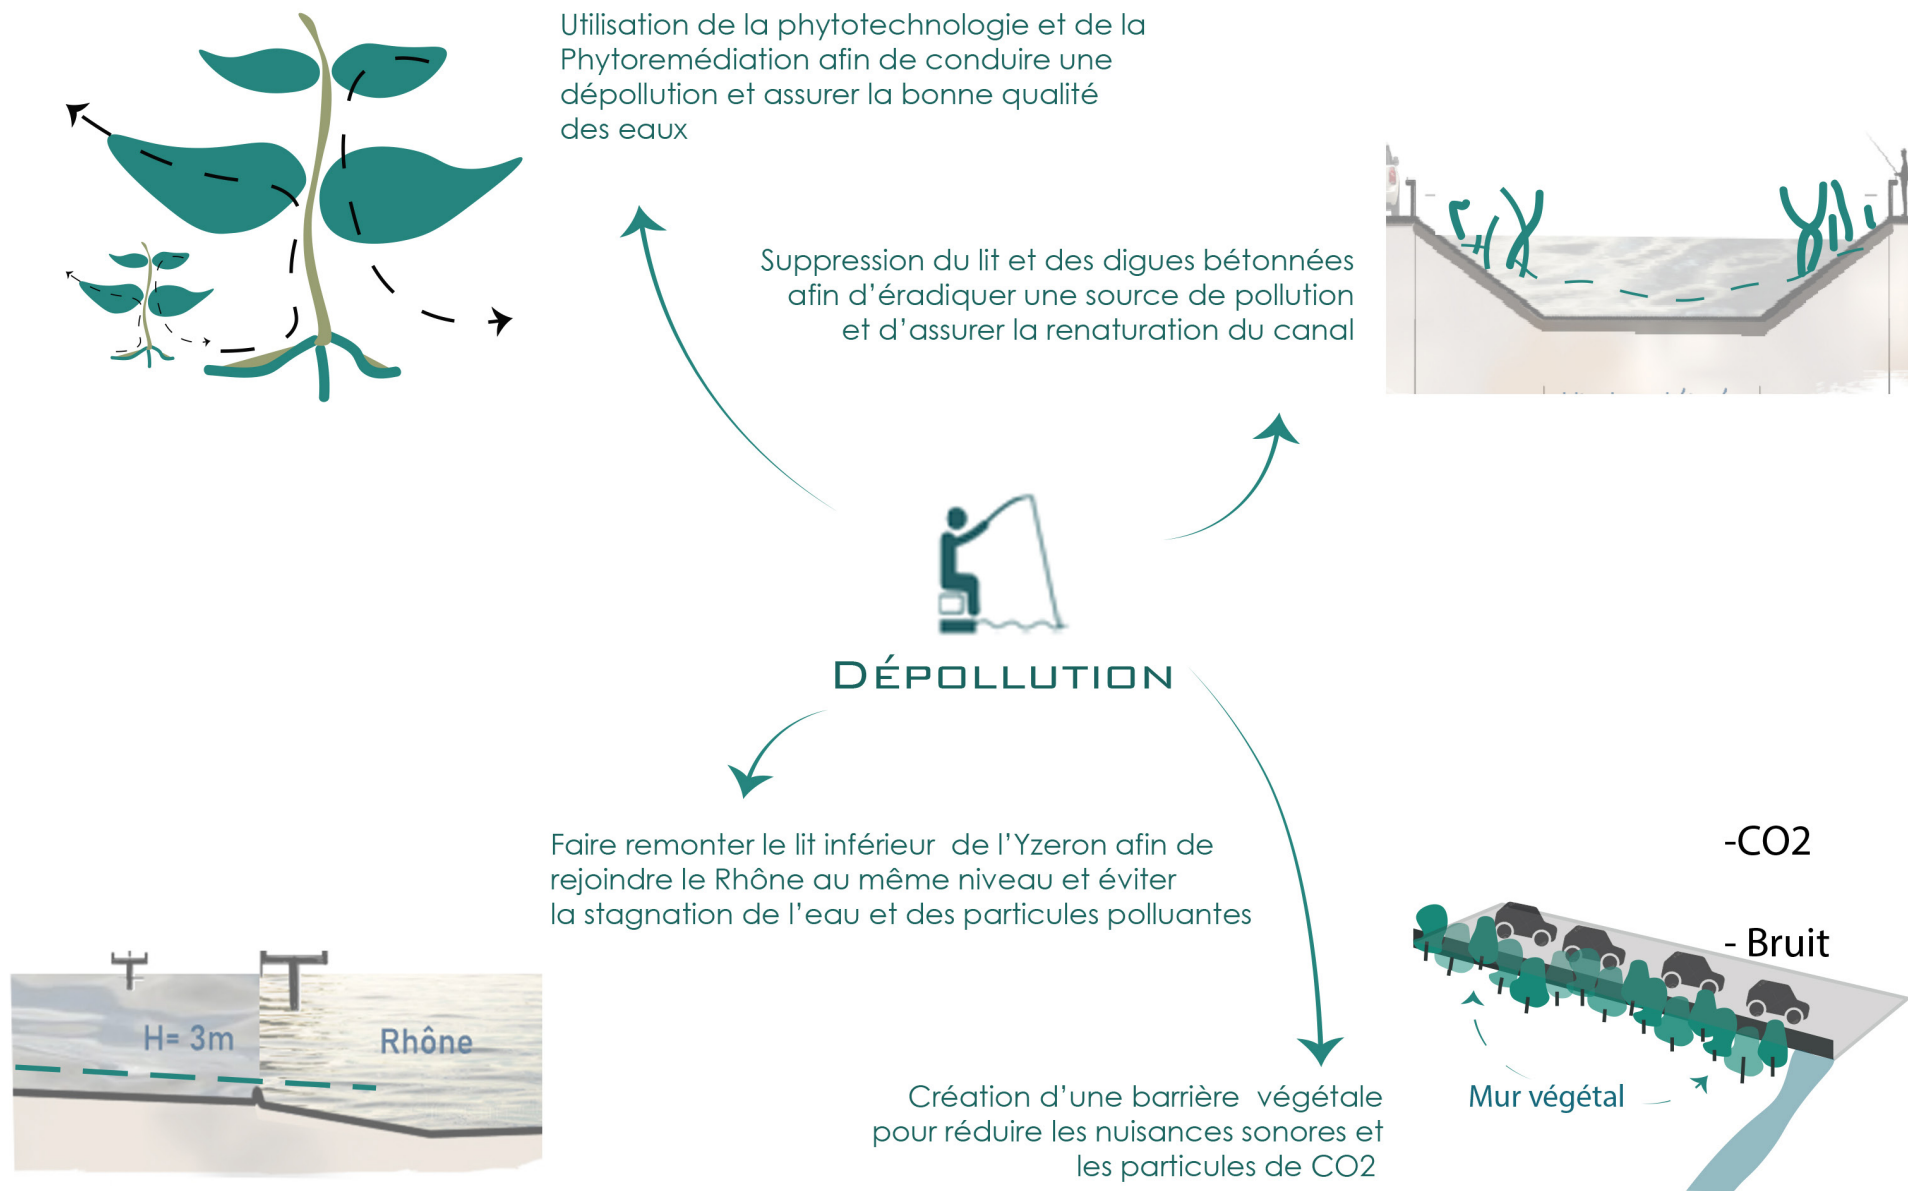 Utilisation de la phytotechnologie et de la
Phytoremédiation afin de conduire une
dépollution et assurer la bonne qualité
des eaux
Suppression du lit et des digues bétonnées
afin d'éradiquer une source de pollution
et d'assurer la renaturation du canal
DÉPOLLUTION
Faire remonter le lit inférieur de l'Yzeron afin de
rejoindre le Rhône au même niveau et éviter
la stagnation de l'eau et des particules polluantes
H= 3m
Rhône
-CO2
- Bruit
Mur végétal
Création d'une barrière végétale
pour réduire les nuisances sonores et
les particules de CO2